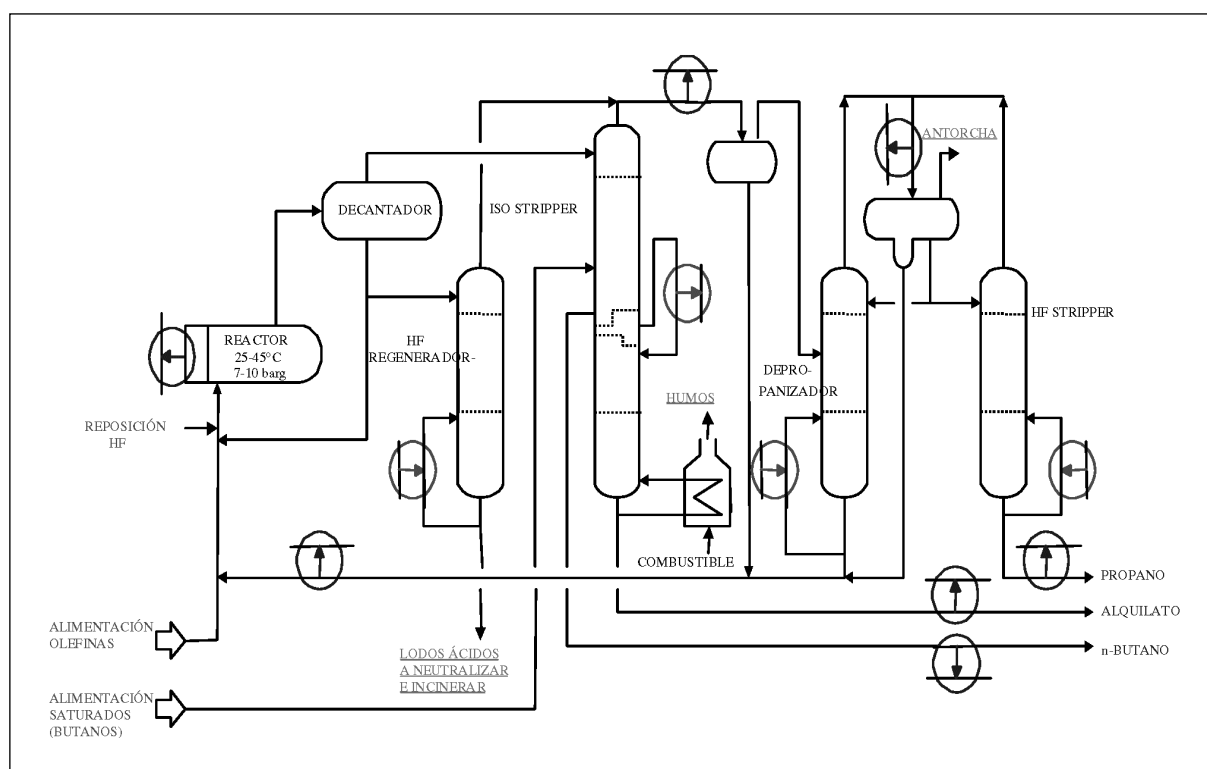 ANTORCHA
DECANTADOR
ISO STRIPPER
HF STRIPPER
REACTOR
25-45°C
7-10 barg
HF
REGENERADOR-
DEPRO-
PANIZADOR
HUMOS
REPOSICIÓN
HF
COMBUSTIBLE
PROPANO
ALQUILATO
ALIMENTACIÓN
OLEFINAS
n-BUTANO
LODOS ÁCIDOS
A NEUTRALIZAR
E INCINERAR
ALIMENTACIÓN
SATURADOS
(BUTANOS)